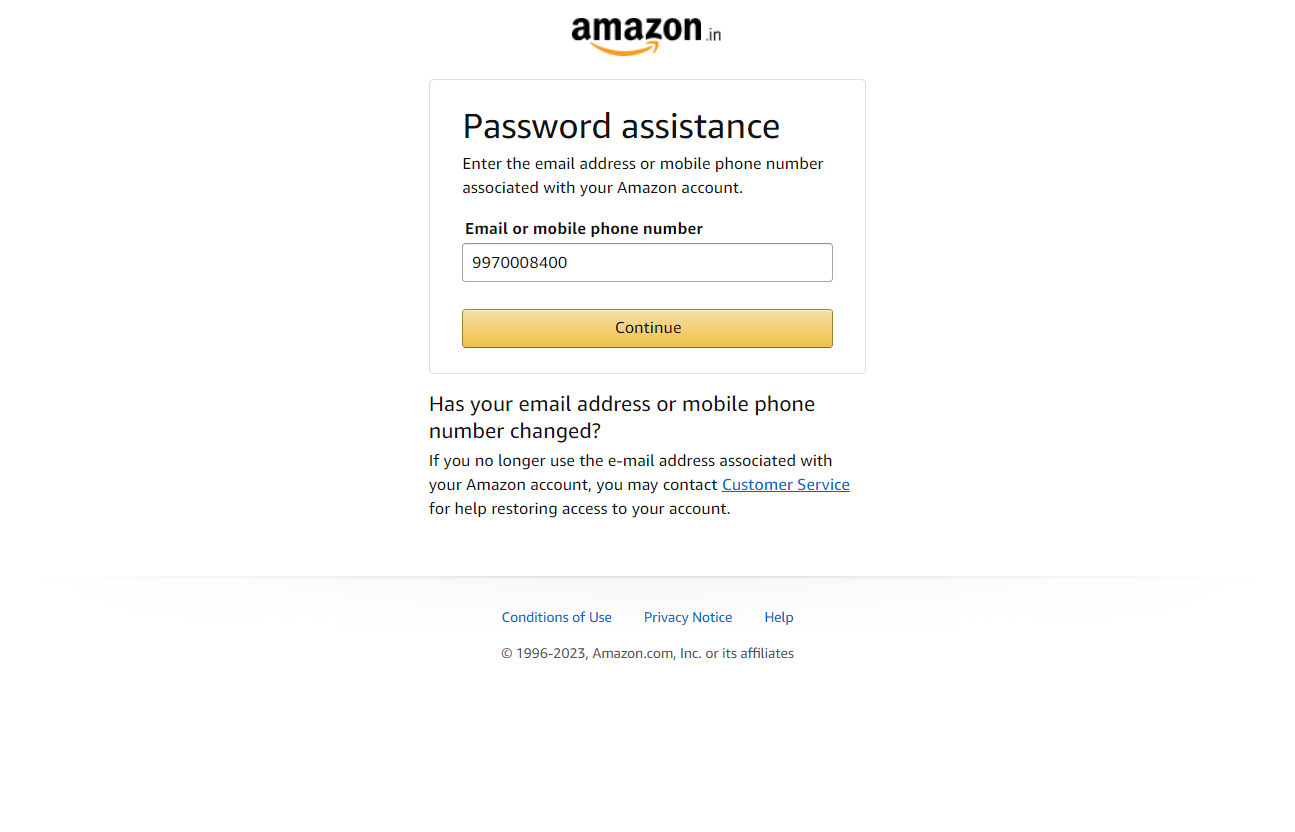 amazon.in
Password assistance
Enter the email address or mobile phone number
associated with your Amazon account.
Email or mobile phone number
9970008400
Continue
Has your email address or mobile phone
number changed?
If you no longer use the e-mail address associated with
your Amazon account, you may contact Customer Service
for help restoring access to your account.
Conditions of Use Privacy Notice Help
© 1996-2023, Amazon.com, Inc. or its affiliates